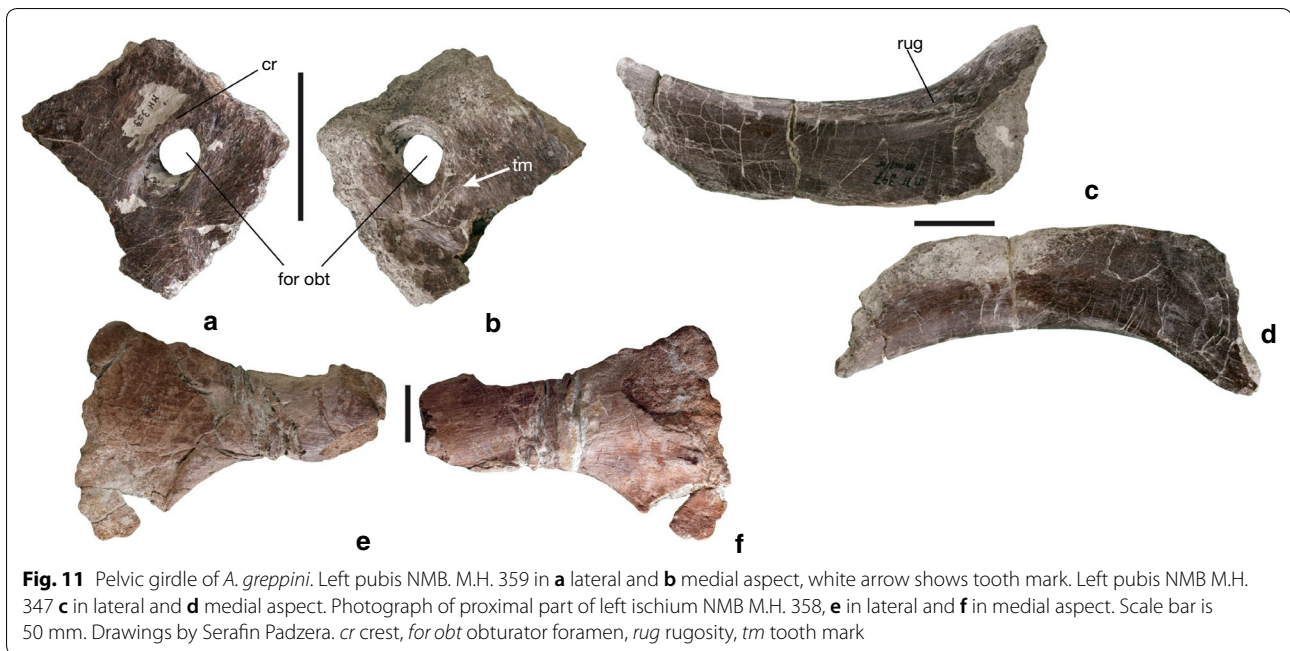 cr
rug
tm
for obt
a
b
c
d
e
f
Fig. 11 Pelvic girdle of A. greppini. Left pubis NMB. M.H. 359 in a lateral and b medial aspect, white arrow shows tooth mark. Left pubis NMB M.H.
347 c in lateral and d medial aspect. Photograph of proximal part of left ischium NMB M.H. 358, e in lateral and f in medial aspect. Scale bar is
50 mm. Drawings by Serafin Padzera. cr crest, for obt obturator foramen, rug rugosity, tm tooth mark